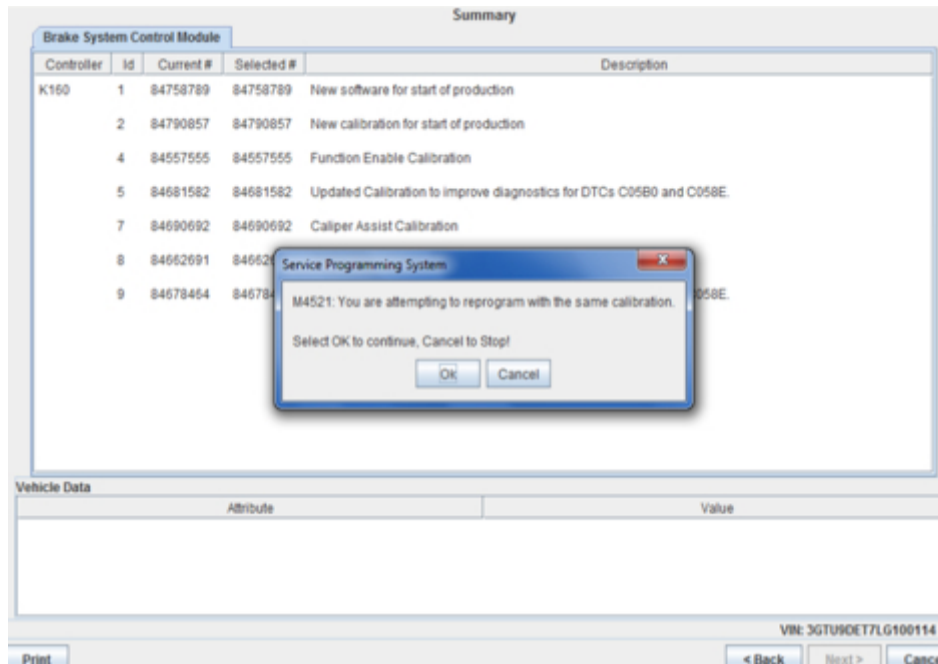 Summary
Brake System Control Module
Controller Id Current # Selected # Description
K160 1 84758789 84758789 New software for start of production
2 84790857 84790857 New calibration for start of production
4 84557555 84557555 Function Enable Calibration
5 84681582 84681582 Updated Calibration to improve diagnostics for DTCs C05B0 and C058E.
7 84690692 84690692 Caliper Assist Calibration
8 84662691 84662
9 84678464 84678 058E.
Service Programming System
M4521: You are attempting to reprogram with the same calibration.
Select OK to continue, Cancel to Stop!
Ok Cancel
Vehicle Data
Attribute Value
VIN: 3GTU9DET7LG100114
Print < Back Next > Cance